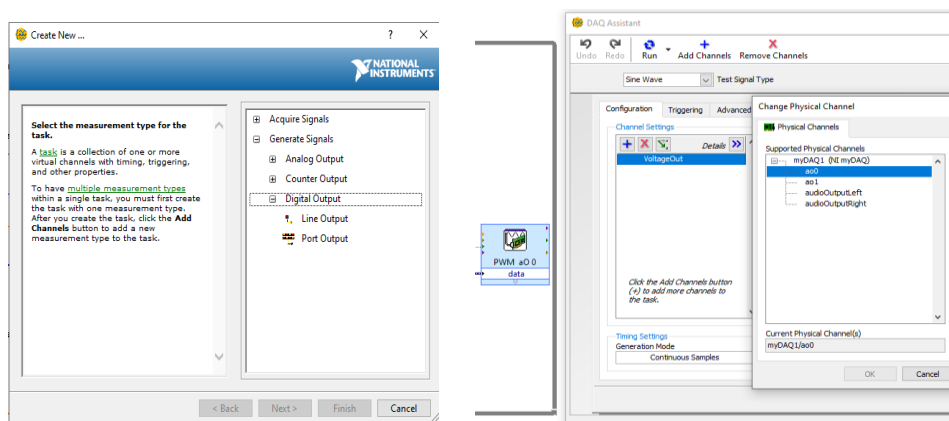 Create New ...
NATIONAL
INSTRUMENTS
Select the measurement type for the
task.
A task is a collection of one or more
virtual channels with timing, triggering,
and other properties.
To have multiple measurement types
within a single task, you must first create
the task with one measurement type.
After you create the task, click the Add
Channels button to add a new
measurement type to the task.
Acquire Signals
Generate Signals
Analog Output
Counter Output
Digital Output
Line Output
Port Output
< Back
Next >
Finish
Cancel
PWM aO 0
data
DAQ Assistant
Undo
Redo
Run
Add Channels
Remove Channels
Sine Wave
Test Signal Type
Configuration
Triggering
Advanced
Channel Settings
Details
VoltageOut
Click the Add Channels button
(+) to add more channels to
the task.
Timing Settings
Generation Mode
Continuous Samples
Change Physical Channel
Physical Channels
Supported Physical Channels
myDAQ1 (NI myDAQ)
ao0
ao1
audioOutputLeft
audioOutputRight
Current Physical Channel(s)
myDAQ1/ao0
OK
Cancel